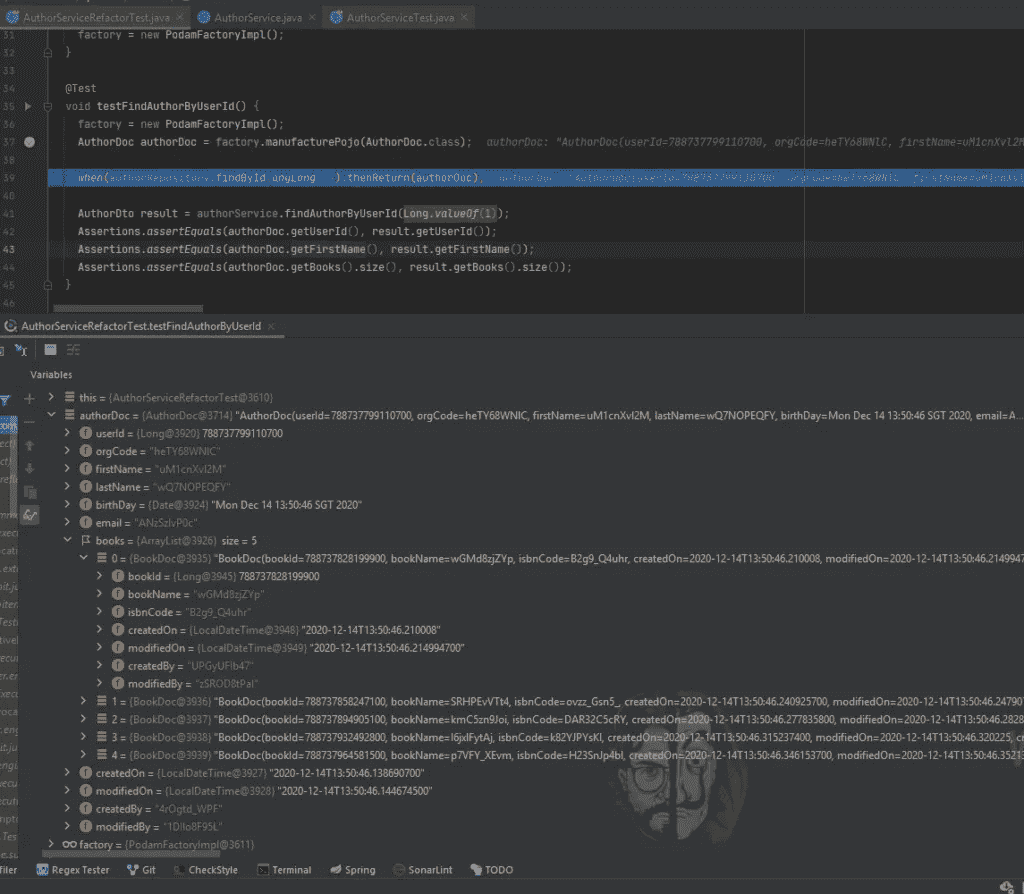 AuthorServiceRefactorTest.java × AuthorService.java × AuthorServiceTest.java ×
31 factory = new PodamFactoryImpl();
32 }
33
34 @Test
35 void testFindAuthorByUserId() {
36 factory = new PodamFactoryImpl();
37 AuthorDoc authorDoc = factory.manufacturePojo(AuthorDoc.class); authorDoc: "AuthorDoc(userId=788737799110700, orgCode=heTY68WNlC, firstName=uM1cnXvl2M
38
39 when(authorRepository.findById anyLong ).thenReturn(authorDoc);
40
41 AuthorDto result = authorService.findAuthorByUserId(Long.valueOf(1));
42 Assertions.assertEquals(authorDoc.getUserId(), result.getUserId());
43 Assertions.assertEquals(authorDoc.getFirstName(), result.getFirstName());
44 Assertions.assertEquals(authorDoc.getBooks().size(), result.getBooks().size());
45 }
46
AuthorServiceRefactorTest.testFindAuthorByUserId ×
Variables
this = {AuthorServiceRefactorTest@3610}
authorDoc = {AuthorDoc@3714} "AuthorDoc(userId=788737799110700, orgCode=heTY68WNlC, firstName=uM1cnXvl2M, lastName=wQ7NOPEQFY, birthDay=Mon Dec 14 13:50:46 SGT 2020, email=A...
userId = {Long@3920} 788737799110700
orgCode = "heTY68WNlC"
firstName = "uM1cnXvl2M"
lastName = "wQ7NOPEQFY"
birthDay = {Date@3924} "Mon Dec 14 13:50:46 SGT 2020"
email = "ANzSzlvP0c"
books = {ArrayList@3926} size = 5
0 = {BookDoc@3935} "BookDoc(bookId=788737828199900, bookName=wGMd8zjZYp, isbnCode=B2g9_Q4uhr, createdOn=2020-12-14T13:50:46.210008, modifiedOn=2020-12-14T13:50:46.2149947
bookId = {Long@3945} 788737828199900
bookName = "wGMd8zjZYp"
isbnCode = "B2g9_Q4uhr"
createdOn = {LocalDateTime@3948} "2020-12-14T13:50:46.210008"
modifiedOn = {LocalDateTime@3949} "2020-12-14T13:50:46.214994700"
createdBy = "UPGyUFlb47"
modifiedBy = "zSROD8tPal"
1 = {BookDoc@3936} "BookDoc(bookId=788737858247100, bookName=SRHPEvVTt4, isbnCode=ovzz_Gsn5_, createdOn=2020-12-14T13:50:46.240925700, modifiedOn=2020-12-14T13:50:46.24790
2 = {BookDoc@3937} "BookDoc(bookId=788737894905100, bookName=kmC5zn9Joi, isbnCode=DAR32C5cRY, createdOn=2020-12-14T13:50:46.277835800, modifiedOn=2020-12-14T13:50:46.2828
3 = {BookDoc@3938} "BookDoc(bookId=788737932492800, bookName=l6jxlFytAj, isbnCode=k8ZYJPYsKl, createdOn=2020-12-14T13:50:46.315237400, modifiedOn=2020-12-14T13:50:46.320225, cr
4 = {BookDoc@3939} "BookDoc(bookId=788737964581500, bookName=p7VFY_XEvm, isbnCode=H23SnJp4bl, createdOn=2020-12-14T13:50:46.346153700, modifiedOn=2020-12-14T13:50:46.35213
createdOn = {LocalDateTime@3927} "2020-12-14T13:50:46.138690700"
modifiedOn = {LocalDateTime@3928} "2020-12-14T13:50:46.144674500"
createdBy = "4rOgtd_WPF"
modifiedBy = "1DIlo8F95L"
factory = {PodamFactoryImpl@3611}
filer Regex Tester Git CheckStyle Terminal Spring SonarLint TODO